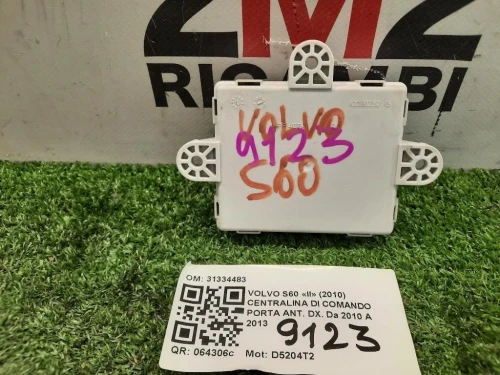 2M2
RICAMBI
VOLVO
9123
S60
OM: 31334483
VOLVO S60 «II» (2010)
CENTRALINA DI COMANDO
PORTA ANT. DX. Da 2010 A
2013
9123
QR: 064306c Mot: D5204T2